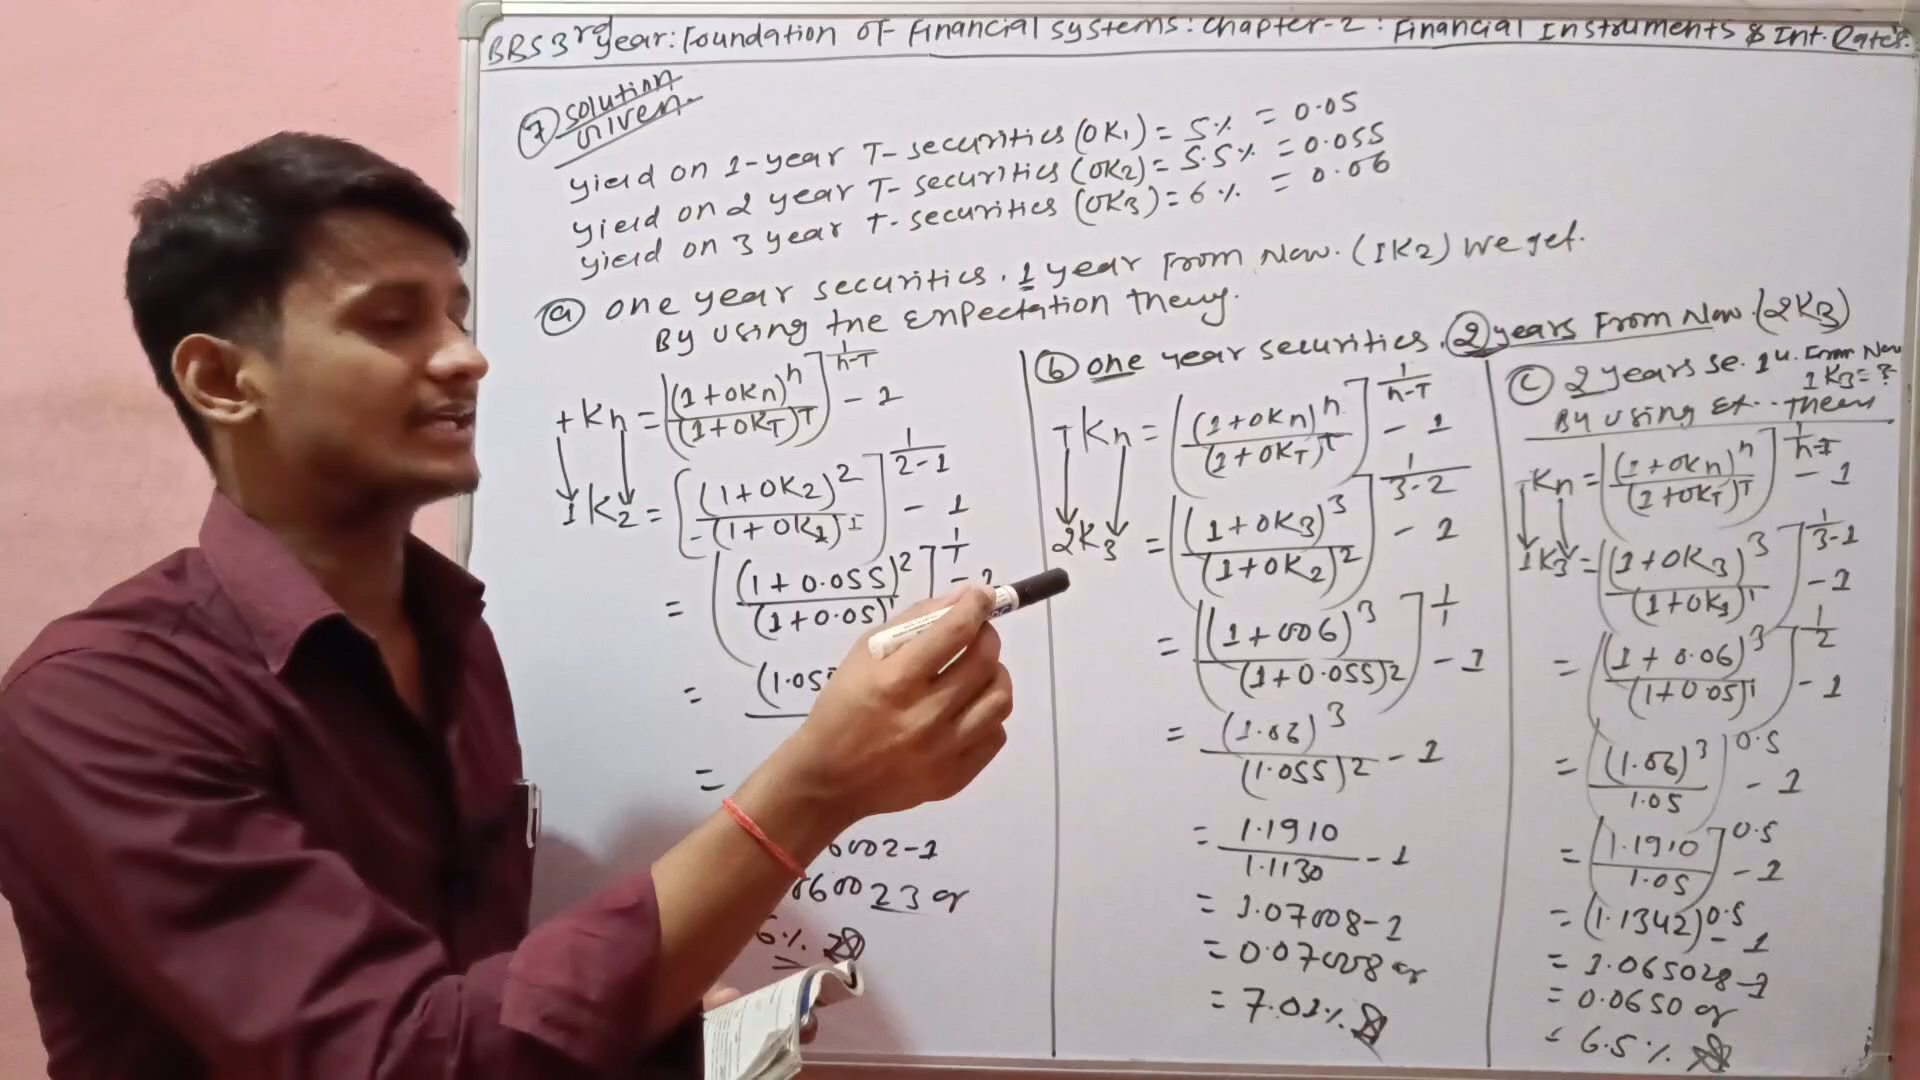 BBS 3rd year: Foundation of Financial Systems: Chapter-2: Financial Instruments & Int. Rates.
(7) Solution
Given.
Yield on 1-year T-securities (0K1) = 5% = 0.05
Yield on 2 year T-securities (0K2) = 5.5% = 0.055
Yield on 3 year T-securities (0K3) = 6% = 0.06
(a) One year securities. 1 year From Now. (1K2) we get.
By using the Expectation theory.
TKn = [(1+0Kn)^n / (1+0KT)^T]^1/n-T - 1
1K2 = [(1+0K2)^2 / (1+0K1)^1]^1/2-1 - 1
= [(1+0.055)^2 / (1+0.05)^1]^1/1 - 1
= (1.05
=
6002-1
060023 or
6%
(b) One year securities. (2) years From Now. (2K3)
TKn = [(1+0Kn)^n / (1+0KT)^T]^1/n-T - 1
2K3 = [(1+0K3)^3 / (1+0K2)^2]^1/3-2 - 1
= [(1+006)^3 / (1+0.055)^2]^1/1 - 1
= (1.06)^3 / (1.055)^2 - 1
= 1.1910 / 1.1130 - 1
= 1.07008-1
= 0.07008 or
= 7.01%
(c) 2 years se. 1 y. From Now
1K3 = ?
By using Ex.. Theory
TKn = [(1+0Kn)^n / (1+0KT)^T]^1/n-T - 1
1K3 = [(1+0K3)^3 / (1+0K1)^1]^1/3-1 - 1
= [(1+0.06)^3 / (1+0.05)^1]^1/2 - 1
= [(1.06)^3 / 1.05]^0.5 - 1
= [1.1910 / 1.05]^0.5 - 1
= (1.1342)^0.5 - 1
= 1.065028-1
= 0.0650 or
= 6.5%